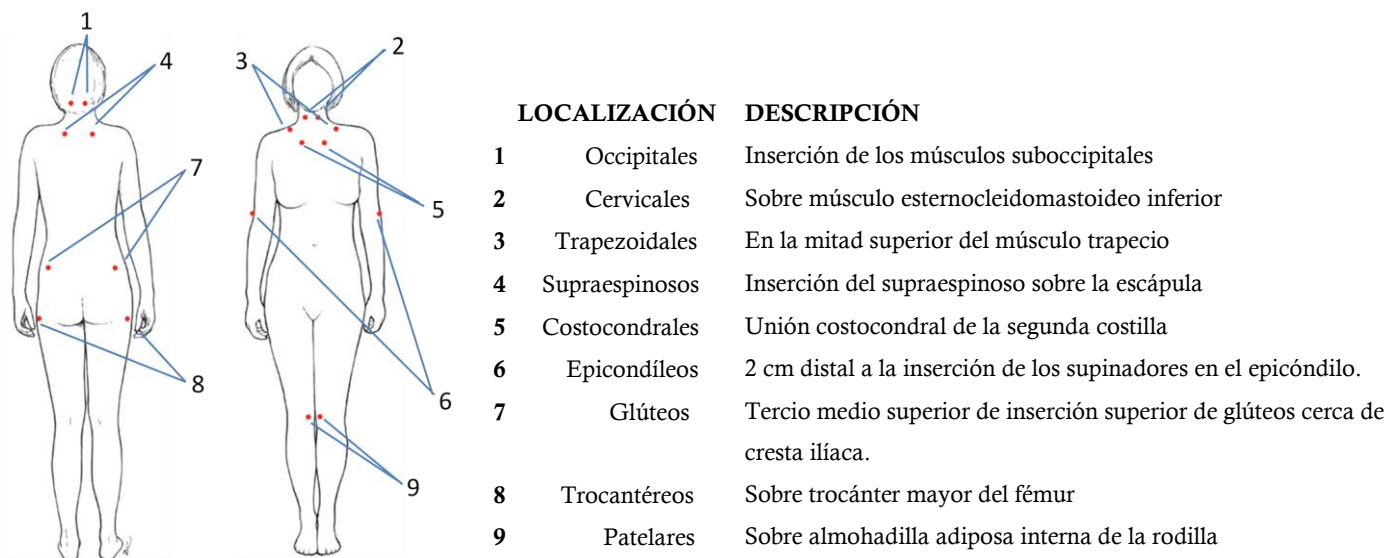 1
4
7
8
3
2
5
6
9
LOCALIZACIÓN DESCRIPCIÓN
1 Occipitales Inserción de los músculos suboccipitales
2 Cervicales Sobre músculo esternocleidomastoideo inferior
3 Trapezoidales En la mitad superior del músculo trapecio
4 Supraespinosos Inserción del supraespinoso sobre la escápula
5 Costocondrales Unión costocondral de la segunda costilla
6 Epicondíleos 2 cm distal a la inserción de los supinadores en el epicóndilo.
7 Glúteos Tercio medio superior de inserción superior de glúteos cerca de
cresta ilíaca.
8 Trocantéreos Sobre trocánter mayor del fémur
9 Patelares Sobre almohadilla adiposa interna de la rodilla